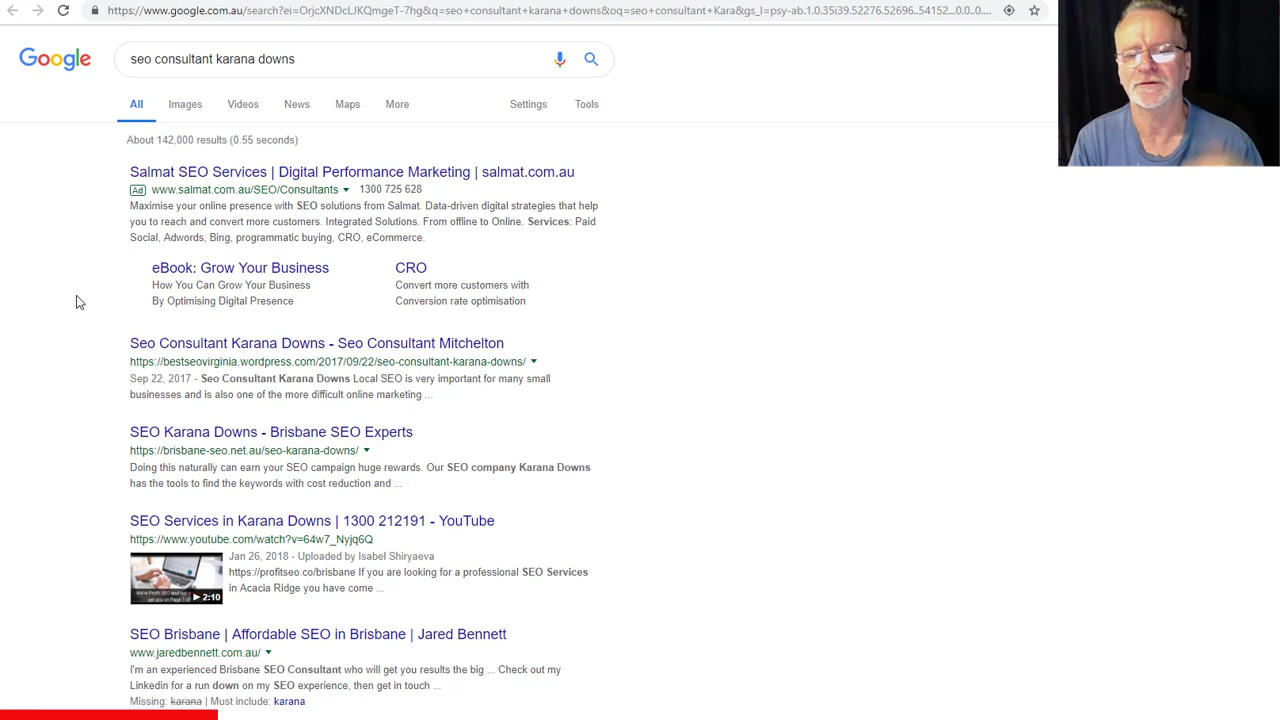 https://www.google.com.au/search?ei=OrjcXNDcLJKQmgeT-7hg&q=seo+consultant+karana+downs&oq=seo+consultant+Kara&gs_l=psy-ab.1.0.35i39.52276.52696..54152...0.0..0....
Google
seo consultant karana downs
All Images Videos News Maps More Settings Tools
About 142,000 results (0.55 seconds)
Salmat SEO Services | Digital Performance Marketing | salmat.com.au
Ad www.salmat.com.au/SEO/Consultants 1300 725 628
Maximise your online presence with SEO solutions from Salmat. Data-driven digital strategies that help
you to reach and convert more customers. Integrated Solutions. From offline to Online. Services: Paid
Social, Adwords, Bing, programmatic buying, CRO, eCommerce.
eBook: Grow Your Business CRO
How You Can Grow Your Business Convert more customers with
By Optimising Digital Presence Conversion rate optimisation
Seo Consultant Karana Downs - Seo Consultant Mitchelton
https://bestseovirginia.wordpress.com/2017/09/22/seo-consultant-karana-downs/
Sep 22, 2017 - Seo Consultant Karana Downs Local SEO is very important for many small
businesses and is also one of the more difficult online marketing ...
SEO Karana Downs - Brisbane SEO Experts
https://brisbane-seo.net.au/seo-karana-downs/
Doing this naturally can earn your SEO campaign huge rewards. Our SEO company Karana Downs
has the tools to find the keywords with cost reduction and ...
SEO Services in Karana Downs | 1300 212191 - YouTube
https://www.youtube.com/watch?v=64w7_Nyjq6Q
Jan 26, 2018 - Uploaded by Isabel Shiryaeva
https://profitseo.co/brisbane If you are looking for a professional SEO Services
in Acacia Ridge you have come ...
2:10
SEO Brisbane | Affordable SEO in Brisbane | Jared Bennett
www.jaredbennett.com.au/
I'm an experienced Brisbane SEO Consultant who will get you results the big ... Check out my
Linkedin for a run down on my SEO experience, then get in touch ...
Missing: karana | Must include: karana